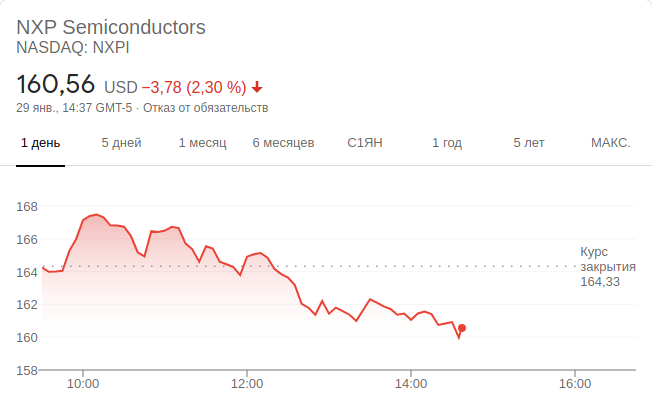 NXP Semiconductors
NASDAQ: NXPI
160,56 USD −3,78 (2,30 %)
29 янв., 14:37 GMT-5 · Отказ от обязательств
1 день 5 дней 1 месяц 6 месяцев С1ЯН 1 год 5 лет МАКС.
168
166
164
162
160
158
Курс
закрытия
164,33
10:00 12:00 14:00 16:00